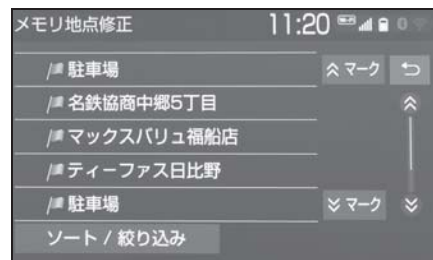 メモリ地点修正 11:20
駐車場 マーク
名鉄協商中郷5丁目
マックスバリュ福船店
ティーファス日比野
駐車場 マーク
ソート / 絞り込み